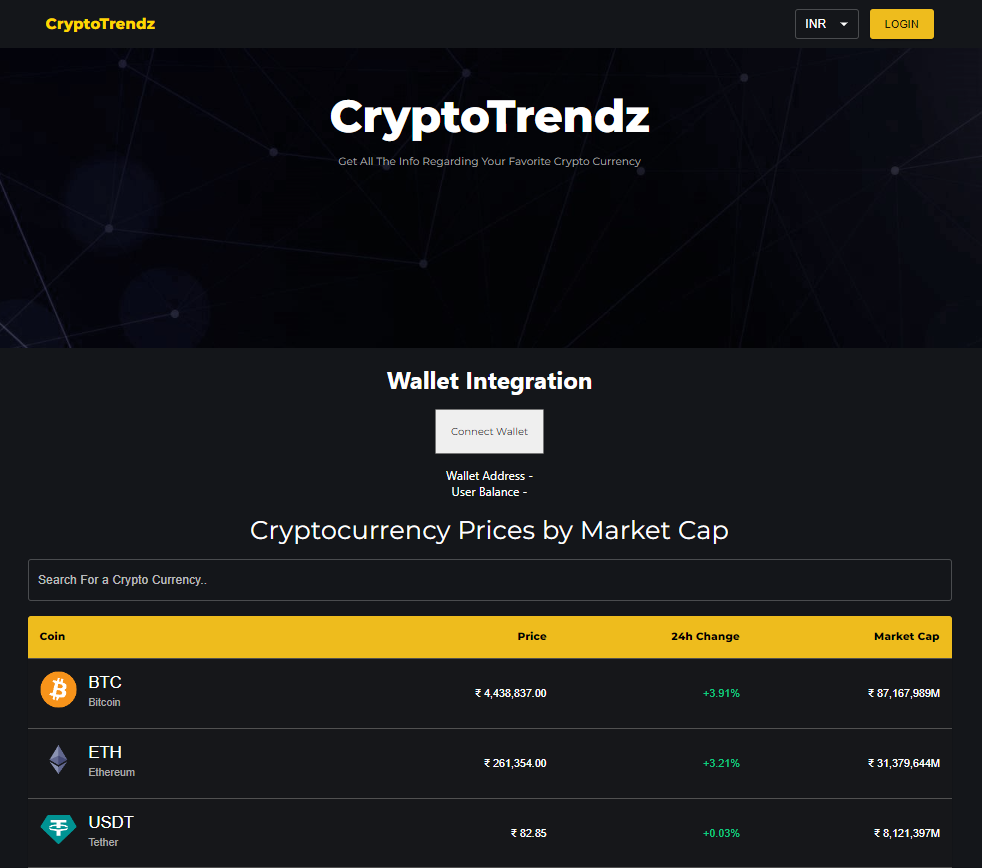 CryptoTrendz
INR
LOGIN
CryptoTrendz
Get All The Info Regarding Your Favorite Crypto Currency
Wallet Integration
Connect Wallet
Wallet Address -
User Balance -
Cryptocurrency Prices by Market Cap
Search For a Crypto Currency..
Coin Price 24h Change Market Cap
BTC
Bitcoin
₹ 4,438,837.00 +3.91% ₹ 87,167,989M
ETH
Ethereum
₹ 261,354.00 +3.21% ₹ 31,379,644M
USDT
Tether
₹ 82.85 +0.03% ₹ 8,121,397M